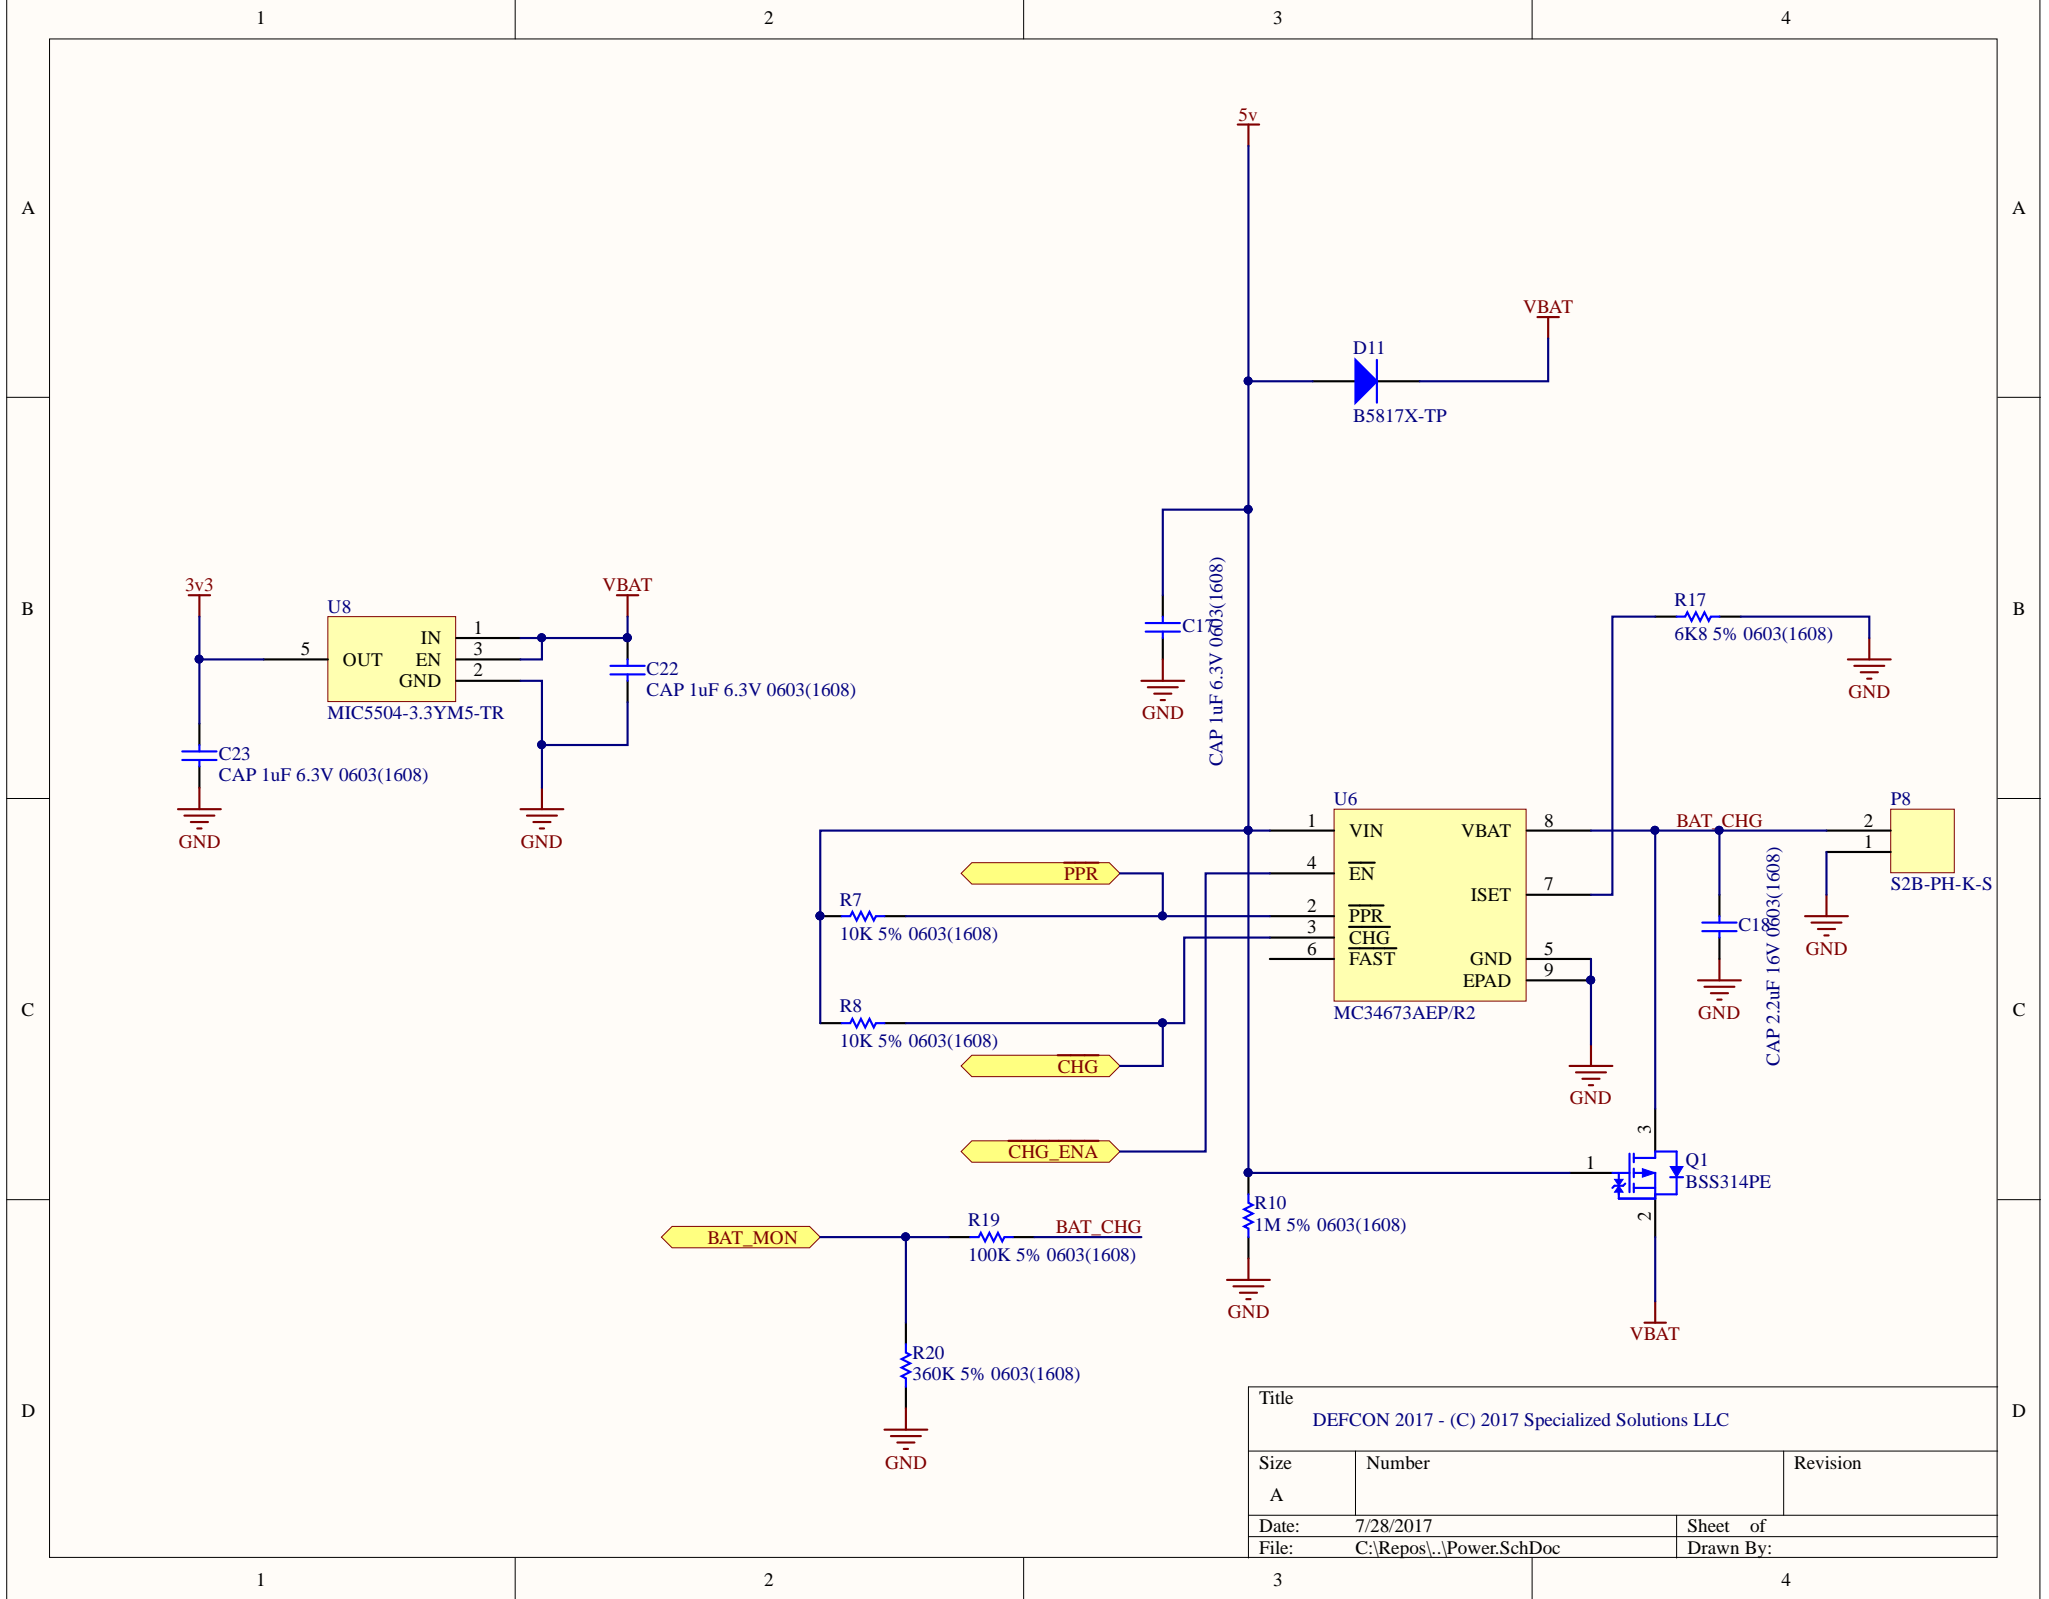 1 2 3 4
A A
B B
C C
D D
5v
VBAT
D11
B5817X-TP
3v3
U8
5 OUT
IN 1
EN 3
GND 2
MIC5504-3.3YM5-TR
VBAT
C22
CAP 1uF 6.3V 0603(1608)
C23
CAP 1uF 6.3V 0603(1608)
GND
GND
C17
CAP 1uF 6.3V 0603(1608)
GND
R17
6K8 5% 0603(1608)
GND
U6
1 VIN
4 EN
2 PPR
3 CHG
6 FAST
VBAT 8
ISET 7
GND 5
EPAD 9
MC34673AEP/R2
GND
BAT_CHG
P8
2
1
S2B-PH-K-S
GND
C18
CAP 2.2uF 16V 0603(1608)
GND
PPR
R7
10K 5% 0603(1608)
R8
10K 5% 0603(1608)
CHG
CHG_ENA
3
1
2
Q1
BSS314PE
VBAT
R10
1M 5% 0603(1608)
GND
BAT_MON
R19
100K 5% 0603(1608)
BAT_CHG
R20
360K 5% 0603(1608)
GND
Title
DEFCON 2017 - (C) 2017 Specialized Solutions LLC
Size Number Revision
A
Date: 7/28/2017 Sheet of
File: C:\Repos\..\Power.SchDoc Drawn By:
1 2 3 4